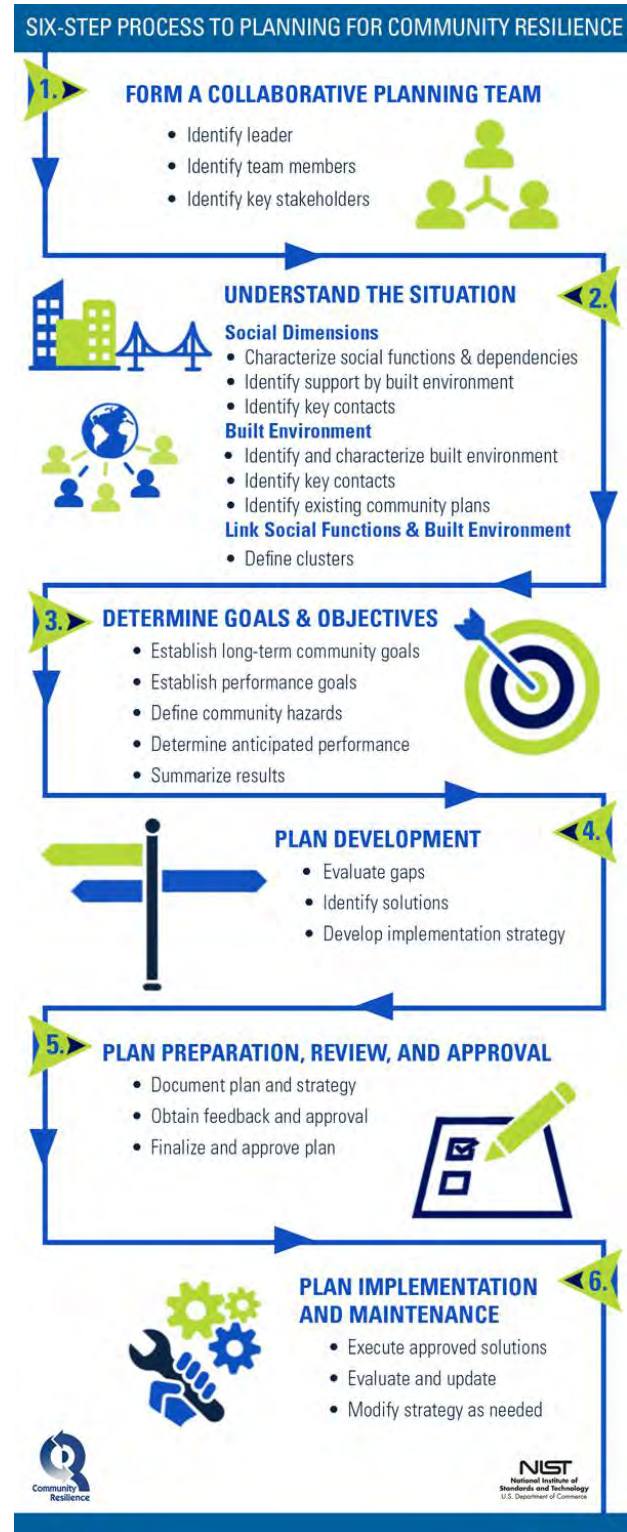 SIX-STEP PROCESS TO PLANNING FOR COMMUNITY RESILIENCE
1.
FORM A COLLABORATIVE PLANNING TEAM
• Identify leader
• Identify team members
• Identify key stakeholders
2.
UNDERSTAND THE SITUATION
Social Dimensions
• Characterize social functions & dependencies
• Identify support by built environment
• Identify key contacts
Built Environment
• Identify and characterize built environment
• Identify key contacts
• Identify existing community plans
Link Social Functions & Built Environment
• Define clusters
3.
DETERMINE GOALS & OBJECTIVES
• Establish long-term community goals
• Establish performance goals
• Define community hazards
• Determine anticipated performance
• Summarize results
4.
PLAN DEVELOPMENT
• Evaluate gaps
• Identify solutions
• Develop implementation strategy
5.
PLAN PREPARATION, REVIEW, AND APPROVAL
• Document plan and strategy
• Obtain feedback and approval
• Finalize and approve plan
6.
PLAN IMPLEMENTATION
AND MAINTENANCE
• Execute approved solutions
• Evaluate and update
• Modify strategy as needed
Community
Resilience
NIST
National Institute of
Standards and Technology
U.S. Department of Commerce